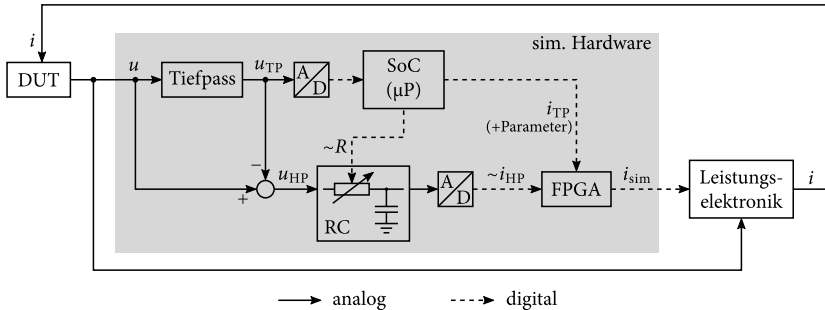 i
sim. Hardware
DUT
u
Tiefpass
u_TP
A
D
SoC
(µP)
i_TP
(+Parameter)
~R
−
+
u_HP
RC
A
D
~i_HP
FPGA
i_sim
Leistungs-
elektronik
i
analog
digital